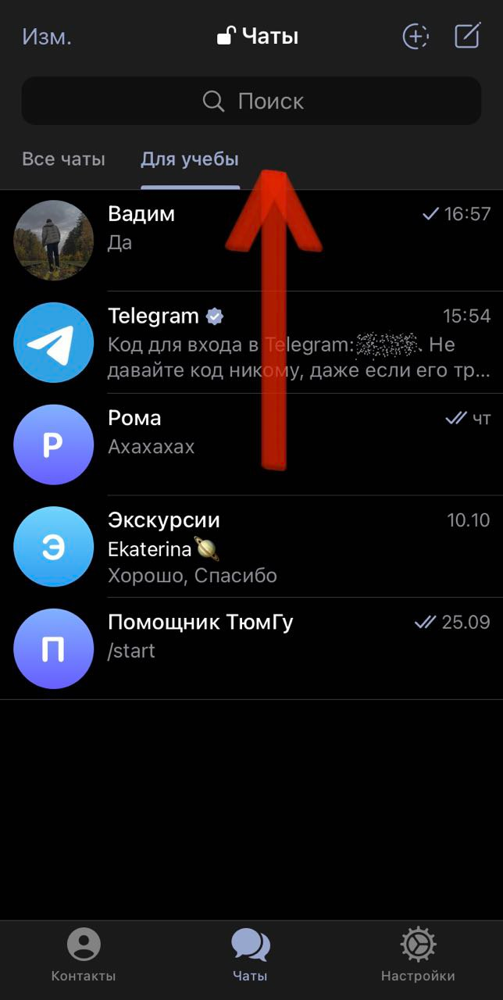 Изм.
Чаты
Поиск
Все чаты
Для учебы
Вадим
16:57
Да
Telegram
15:54
Код для входа в Telegram: . Не
давайте код никому, даже если его тр...
Р
Рома
чт
Ахахахах
Э
Экскурсии
10.10
Ekaterina🪐
Хорошо, Спасибо
П
Помощник ТюмГу
25.09
/start
Контакты
Чаты
Настройки